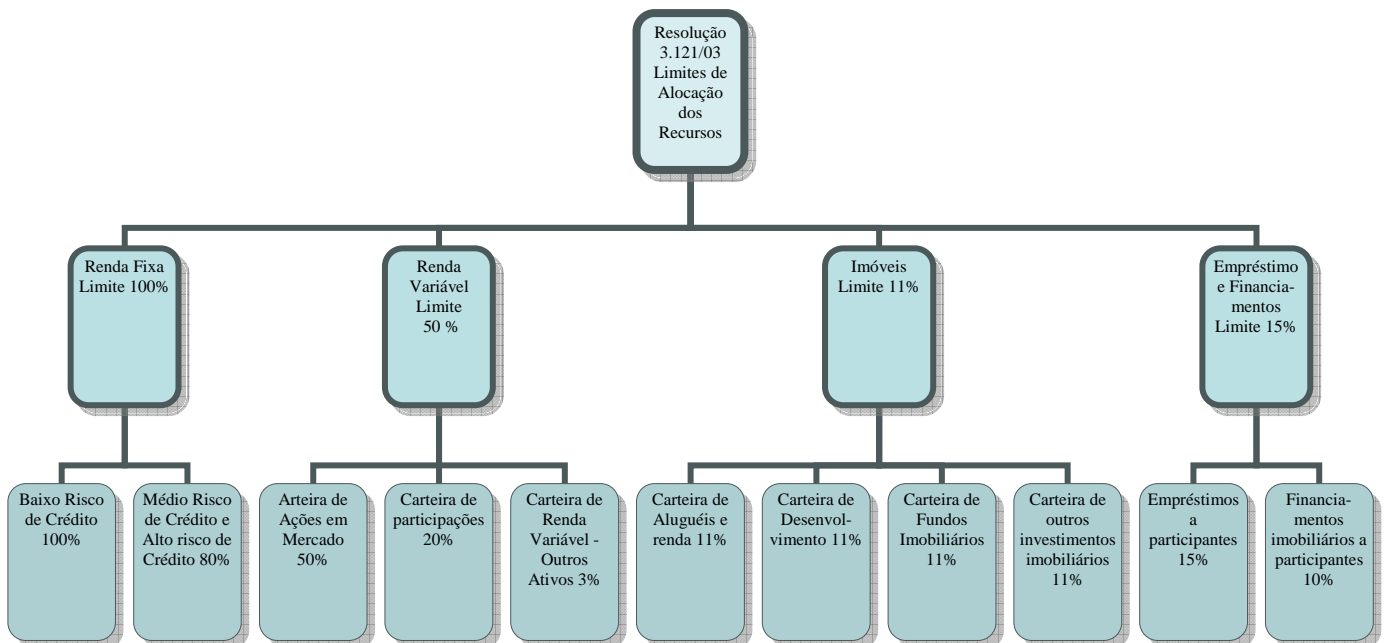 Resolução
3.121/03
Limites de
Alocação
dos
Recursos
Renda Fixa
Limite 100%
Renda
Variável
Limite
50 %
Imóveis
Limite 11%
Empréstimo
e Financia-
mentos
Limite 15%
Baixo Risco
de Crédito
100%
Médio Risco
de Crédito e
Alto risco de
Crédito 80%
Arteira de
Ações em
Mercado
50%
Carteira de
participações
20%
Carteira de
Renda
Variável -
Outros
Ativos 3%
Carteira de
Aluguéis e
renda 11%
Carteira de
Desenvol-
vimento 11%
Carteira de
Fundos
Imobiliários
11%
Carteira de
outros
investimentos
imobiliários
11%
Empréstimos
a
participantes
15%
Financia-
mentos
imobiliários a
participantes
10%